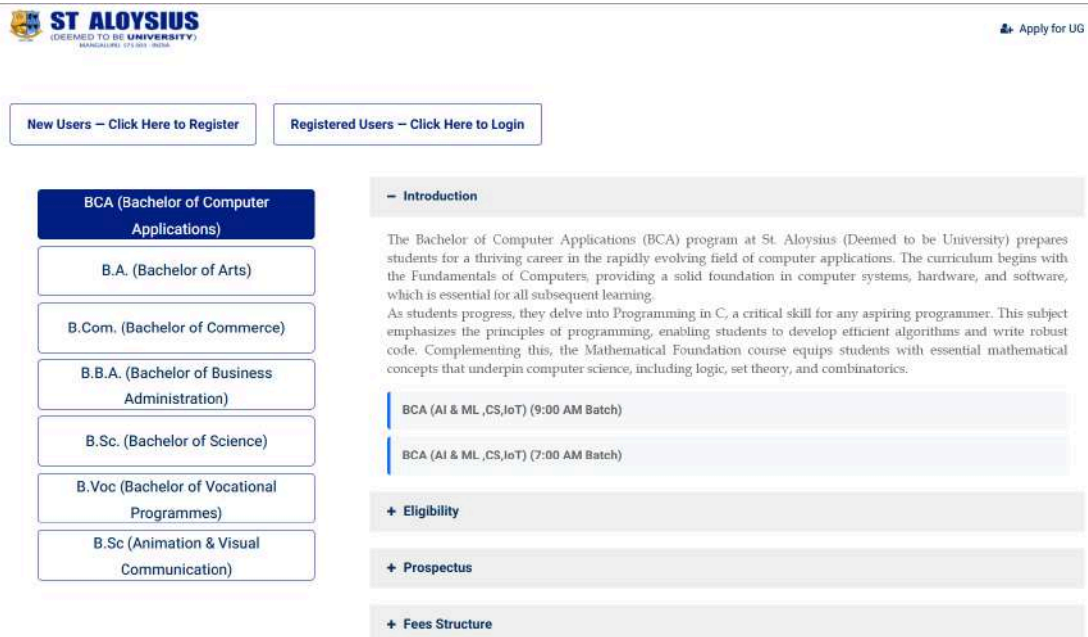 ST ALOYSIUS
(DEEMED TO BE UNIVERSITY)
Apply for UG
New Users – Click Here to Register
Registered Users – Click Here to Login
BCA (Bachelor of Computer
Applications)
B.A. (Bachelor of Arts)
B.Com. (Bachelor of Commerce)
B.B.A. (Bachelor of Business
Administration)
B.Sc. (Bachelor of Science)
B.Voc (Bachelor of Vocational
Programmes)
B.Sc (Animation & Visual
Communication)
– Introduction
The Bachelor of Computer Applications (BCA) program at St. Aloysius (Deemed to be University) prepares
students for a thriving career in the rapidly evolving field of computer applications. The curriculum begins with
the Fundamentals of Computers, providing a solid foundation in computer systems, hardware, and software,
which is essential for all subsequent learning.
As students progress, they delve into Programming in C, a critical skill for any aspiring programmer. This subject
emphasizes the principles of programming, enabling students to develop efficient algorithms and write robust
code. Complementing this, the Mathematical Foundation course equips students with essential mathematical
concepts that underpin computer science, including logic, set theory, and combinatorics.
BCA (AI & ML ,CS,IoT) (9:00 AM Batch)
BCA (AI & ML ,CS,IoT) (7:00 AM Batch)
+ Eligibility
+ Prospectus
+ Fees Structure